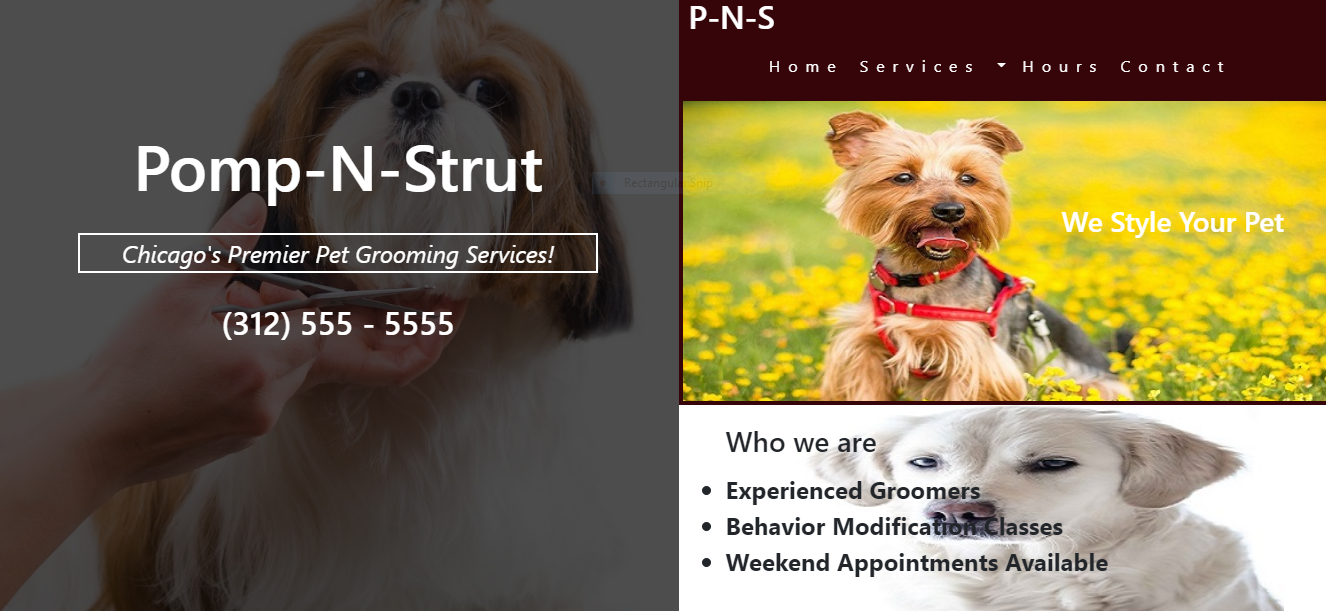 Pomp-N-Strut
Chicago's Premier Pet Grooming Services!
(312) 555 - 5555
Rectangular Snip
P-N-S
Home Services Hours Contact
We Style Your Pet
Who we are
Experienced Groomers
Behavior Modification Classes
Weekend Appointments Available